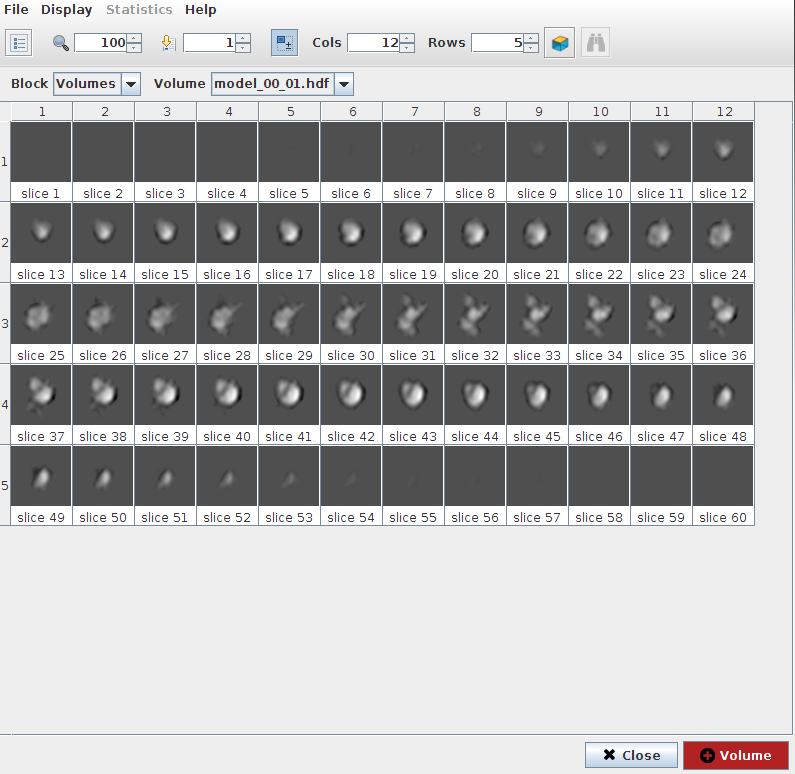 File Display Statistics Help
100 1 Cols 12 Rows 5
Block Volumes Volume model_00_01.hdf
1 2 3 4 5 6 7 8 9 10 11 12
1
slice 1 slice 2 slice 3 slice 4 slice 5 slice 6 slice 7 slice 8 slice 9 slice 10 slice 11 slice 12
2
slice 13 slice 14 slice 15 slice 16 slice 17 slice 18 slice 19 slice 20 slice 21 slice 22 slice 23 slice 24
3
slice 25 slice 26 slice 27 slice 28 slice 29 slice 30 slice 31 slice 32 slice 33 slice 34 slice 35 slice 36
4
slice 37 slice 38 slice 39 slice 40 slice 41 slice 42 slice 43 slice 44 slice 45 slice 46 slice 47 slice 48
5
slice 49 slice 50 slice 51 slice 52 slice 53 slice 54 slice 55 slice 56 slice 57 slice 58 slice 59 slice 60
Close Volume